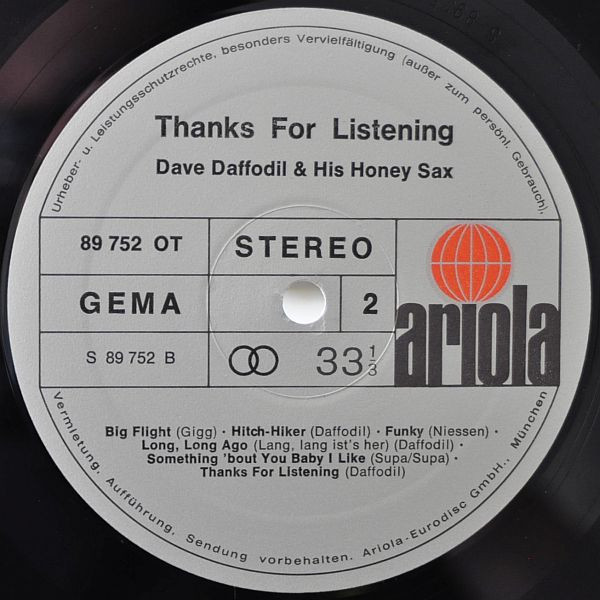 Urheber- u. Leistungsschutzrechte, besonders Vervielfältigung (außer zum persönl. Gebrauch),
Thanks For Listening
Dave Daffodil & His Honey Sax
89 752 OT
STEREO
GEMA
2
S 89 752 B
33 1/3
ariola
Big Flight (Gigg) · Hitch-Hiker (Daffodil) · Funky (Niessen) ·
Long, Long Ago (Lang, lang ist's her) (Daffodil) ·
Something 'bout You Baby I Like (Supa/Supa) ·
Thanks For Listening (Daffodil)
Vermietung, Aufführung, Sendung vorbehalten. Ariola-Eurodisc GmbH., München